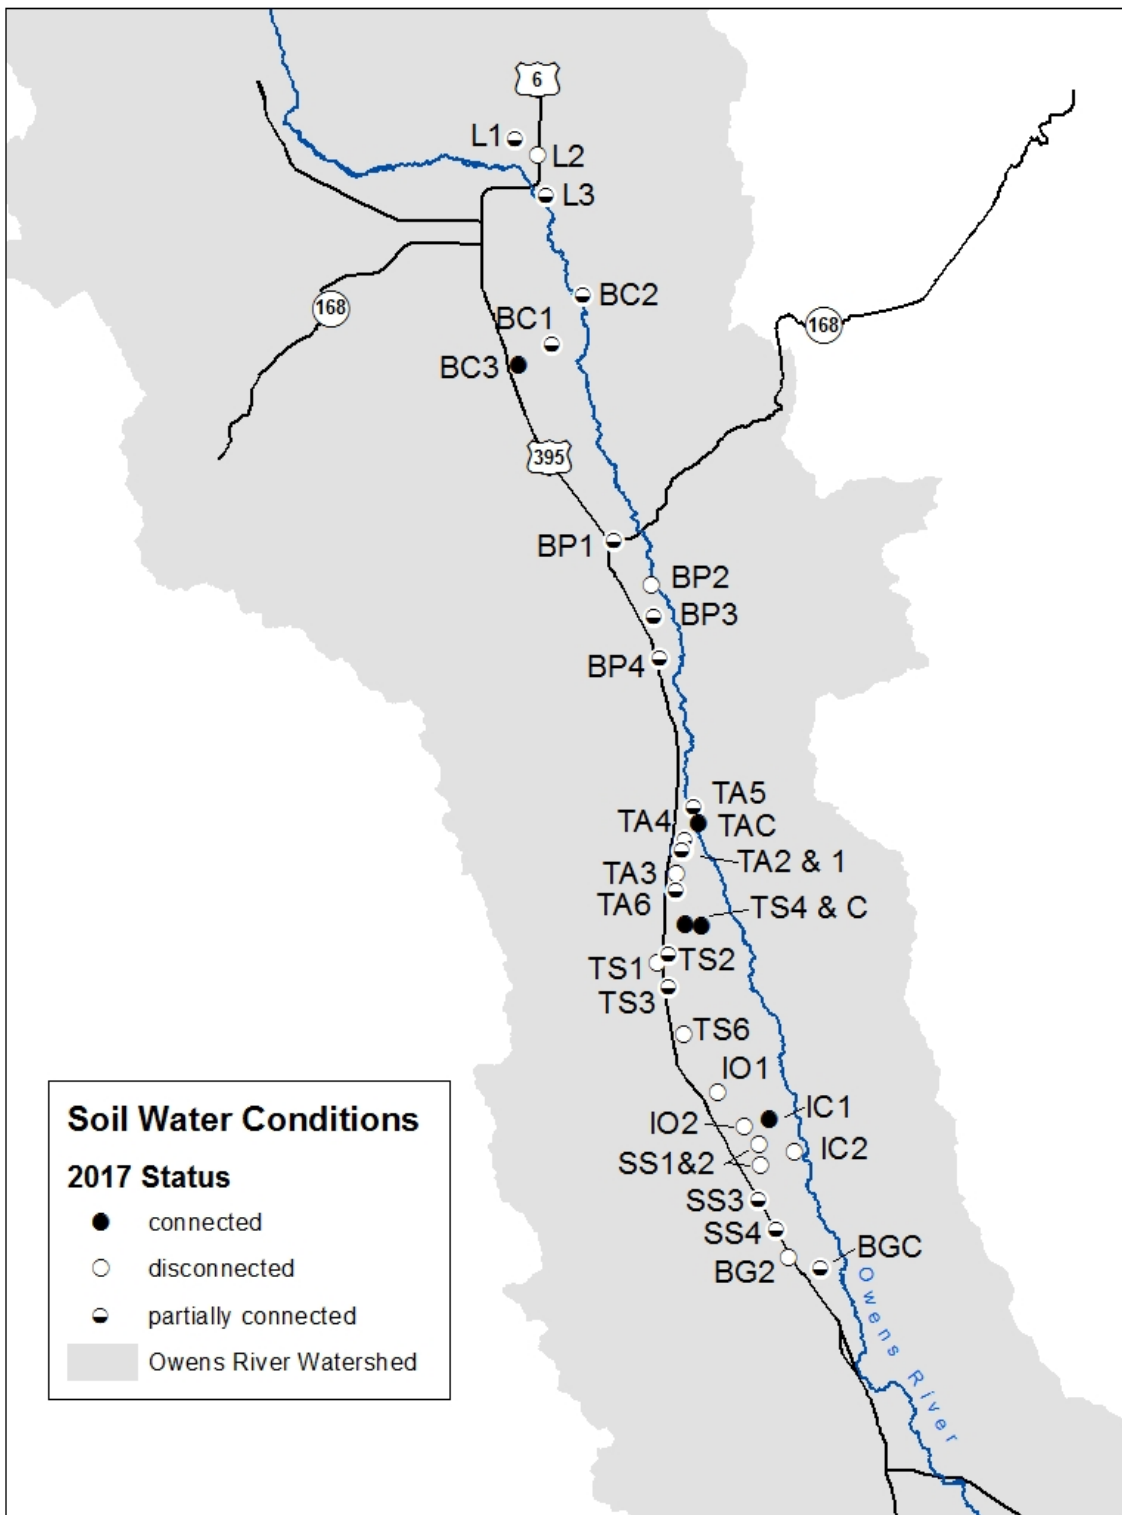 6
L1
L2
L3
BC2
168
BC1
168
BC3
395
BP1
BP2
BP3
BP4
TA5
TA4
TAC
TA2 & 1
TA3
TA6
TS4 & C
TS2
TS1
TS3
TS6
IO1
IC1
IO2
IC2
SS1&2
SS3
SS4
BGC
BG2
Owens River
Soil Water Conditions
2017 Status
connected
disconnected
partially connected
Owens River Watershed